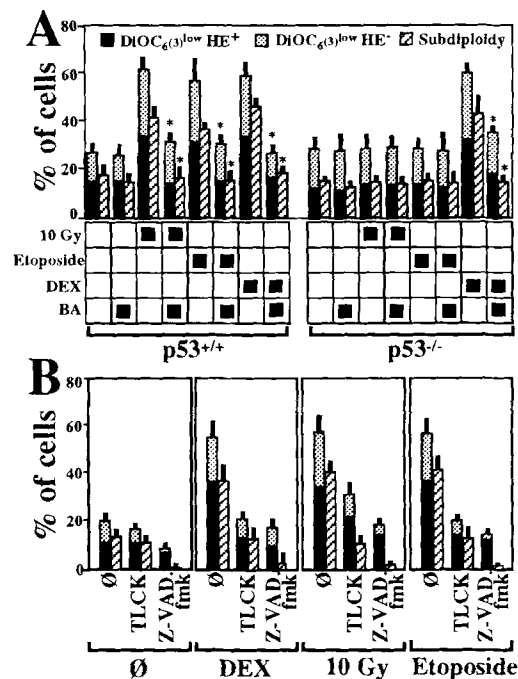 A
DiOC6(3)low HE+ DiOC6(3)low HE- Subdiploidy
% of cells
80
60
40
20
0
* * * * * * * *
10 Gy
Etoposide
DEX
BA
p53+/+ p53-/-
B
% of cells
80
60
40
20
0
Ø TLCK Z-VAD.fmk Ø TLCK Z-VAD.fmk Ø TLCK Z-VAD.fmk Ø TLCK Z-VAD.fmk
Ø DEX 10 Gy Etoposide